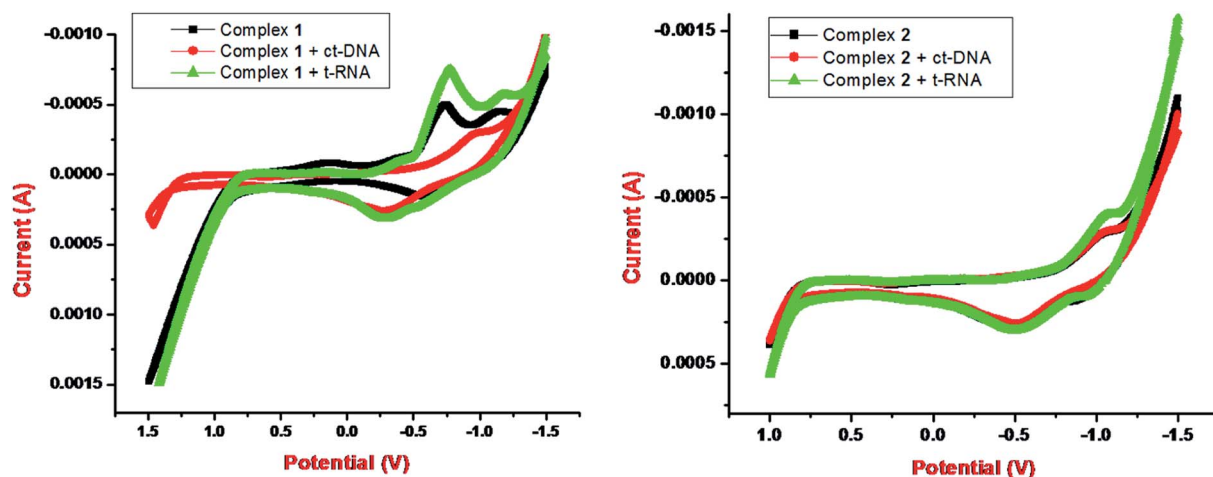 Complex 1
Complex 1 + ct-DNA
Complex 1 + t-RNA
-0.0010
-0.0005
0.0000
0.0005
0.0010
0.0015
Current (A)
1.5 1.0 0.5 0.0 -0.5 -1.0 -1.5
Potential (V)
Complex 2
Complex 2 + ct-DNA
Complex 2 + t-RNA
-0.0015
-0.0010
-0.0005
0.0000
0.0005
Current (A)
1.0 0.5 0.0 -0.5 -1.0 -1.5
Potential (V)